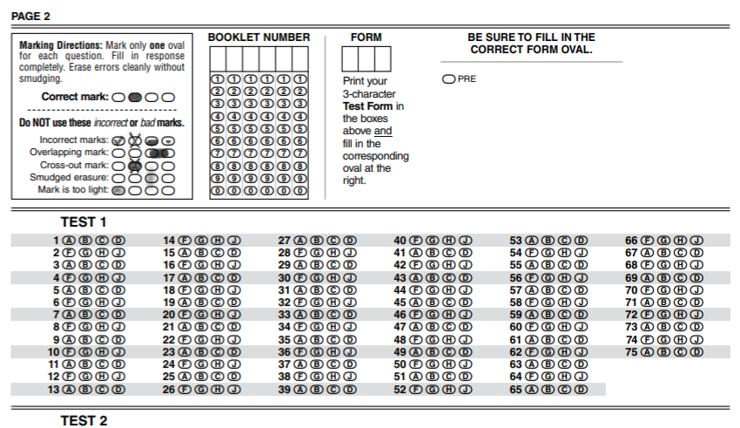 PAGE 2
Marking Directions: Mark only one oval
for each question. Fill in response
completely. Erase errors cleanly without
smudging.
Correct mark:
Do NOT use these incorrect or bad marks.
Incorrect marks:
Overlapping mark:
Cross-out mark:
Smudged erasure:
Mark is too light:
BOOKLET NUMBER
1 1 1 1 1 1
2 2 2 2 2 2
3 3 3 3 3 3
4 4 4 4 4 4
5 5 5 5 5 5
6 6 6 6 6 6
7 7 7 7 7 7
8 8 8 8 8 8
9 9 9 9 9 9
0 0 0 0 0 0
FORM
Print your
3-character
Test Form in
the boxes
above and
fill in the
corresponding
oval at the
right.
BE SURE TO FILL IN THE
CORRECT FORM OVAL.
PRE
TEST 1
1 A B C D 14 F G H J 27 A B C D 40 F G H J 53 A B C D 66 F G H J
2 F G H J 15 A B C D 28 F G H J 41 A B C D 54 F G H J 67 A B C D
3 A B C D 16 F G H J 29 A B C D 42 F G H J 55 A B C D 68 F G H J
4 F G H J 17 A B C D 30 F G H J 43 A B C D 56 F G H J 69 A B C D
5 A B C D 18 F G H J 31 A B C D 44 F G H J 57 A B C D 70 F G H J
6 F G H J 19 A B C D 32 F G H J 45 A B C D 58 F G H J 71 A B C D
7 A B C D 20 F G H J 33 A B C D 46 F G H J 59 A B C D 72 F G H J
8 F G H J 21 A B C D 34 F G H J 47 A B C D 60 F G H J 73 A B C D
9 A B C D 22 F G H J 35 A B C D 48 F G H J 61 A B C D 74 F G H J
10 F G H J 23 A B C D 36 F G H J 49 A B C D 62 F G H J 75 A B C D
11 A B C D 24 F G H J 37 A B C D 50 F G H J 63 A B C D
12 F G H J 25 A B C D 38 F G H J 51 A B C D 64 F G H J
13 A B C D 26 F G H J 39 A B C D 52 F G H J 65 A B C D
TEST 2